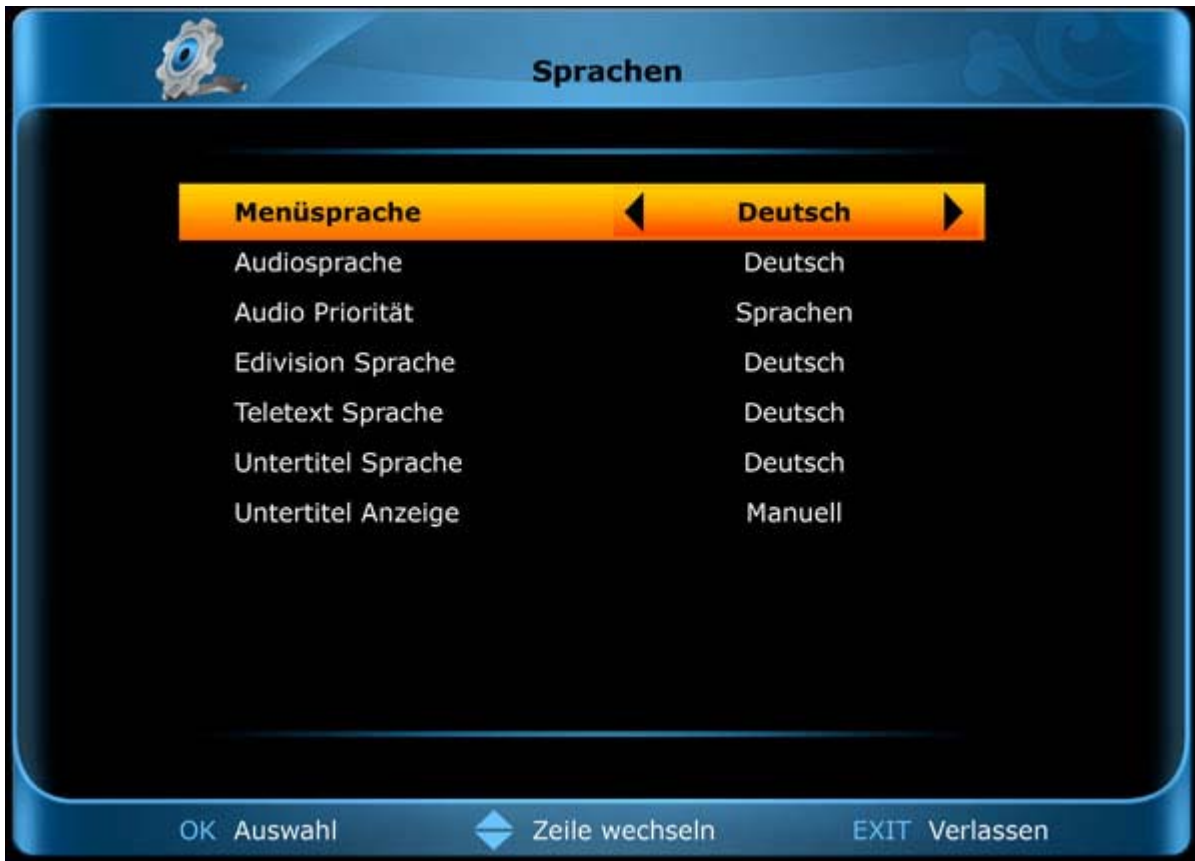 Sprachen
Menüsprache Deutsch
Audiosprache Deutsch
Audio Priorität Sprachen
Edivision Sprache Deutsch
Teletext Sprache Deutsch
Untertitel Sprache Deutsch
Untertitel Anzeige Manuell
OK Auswahl Zeile wechseln EXIT Verlassen